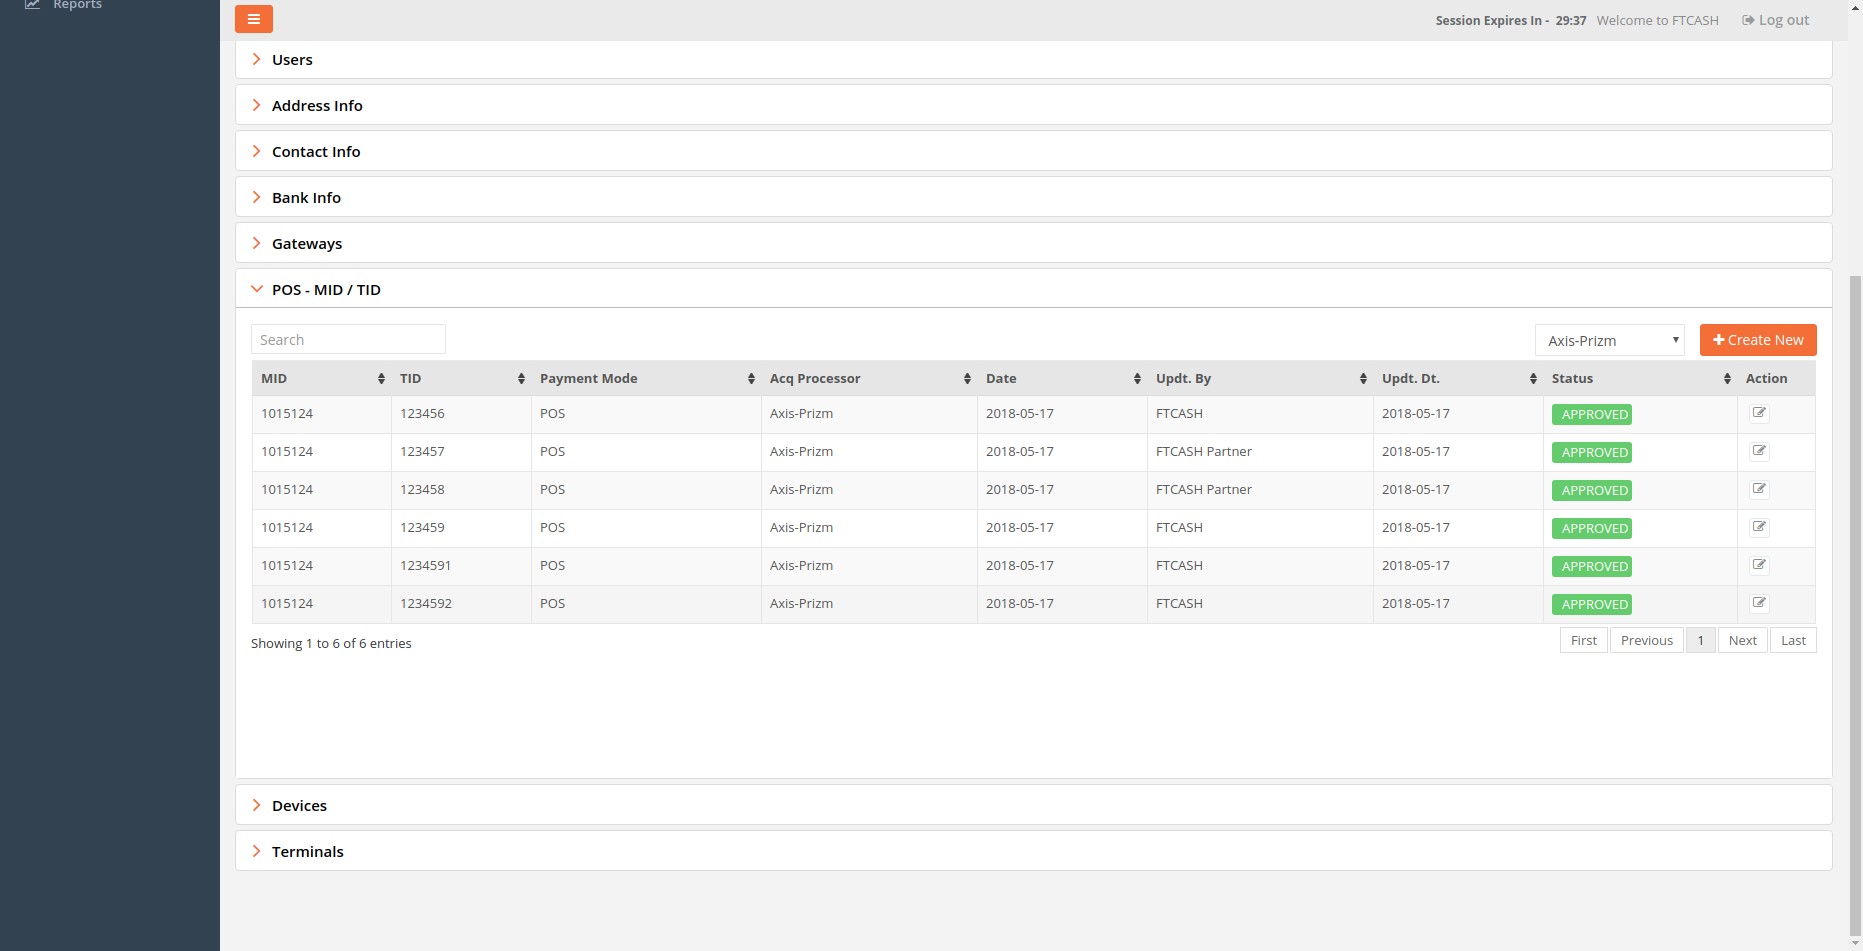 Reports
Session Expires In - 29:37 Welcome to FTCASH Log out
Users
Address Info
Contact Info
Bank Info
Gateways
POS - MID / TID
Search Axis-Prizm Create New
MID TID Payment Mode Acq Processor Date Updt. By Updt. Dt. Status Action
1015124 123456 POS Axis-Prizm 2018-05-17 FTCASH 2018-05-17 APPROVED
1015124 123457 POS Axis-Prizm 2018-05-17 FTCASH Partner 2018-05-17 APPROVED
1015124 123458 POS Axis-Prizm 2018-05-17 FTCASH Partner 2018-05-17 APPROVED
1015124 123459 POS Axis-Prizm 2018-05-17 FTCASH 2018-05-17 APPROVED
1015124 1234591 POS Axis-Prizm 2018-05-17 FTCASH 2018-05-17 APPROVED
1015124 1234592 POS Axis-Prizm 2018-05-17 FTCASH 2018-05-17 APPROVED
Showing 1 to 6 of 6 entries First Previous 1 Next Last
Devices
Terminals